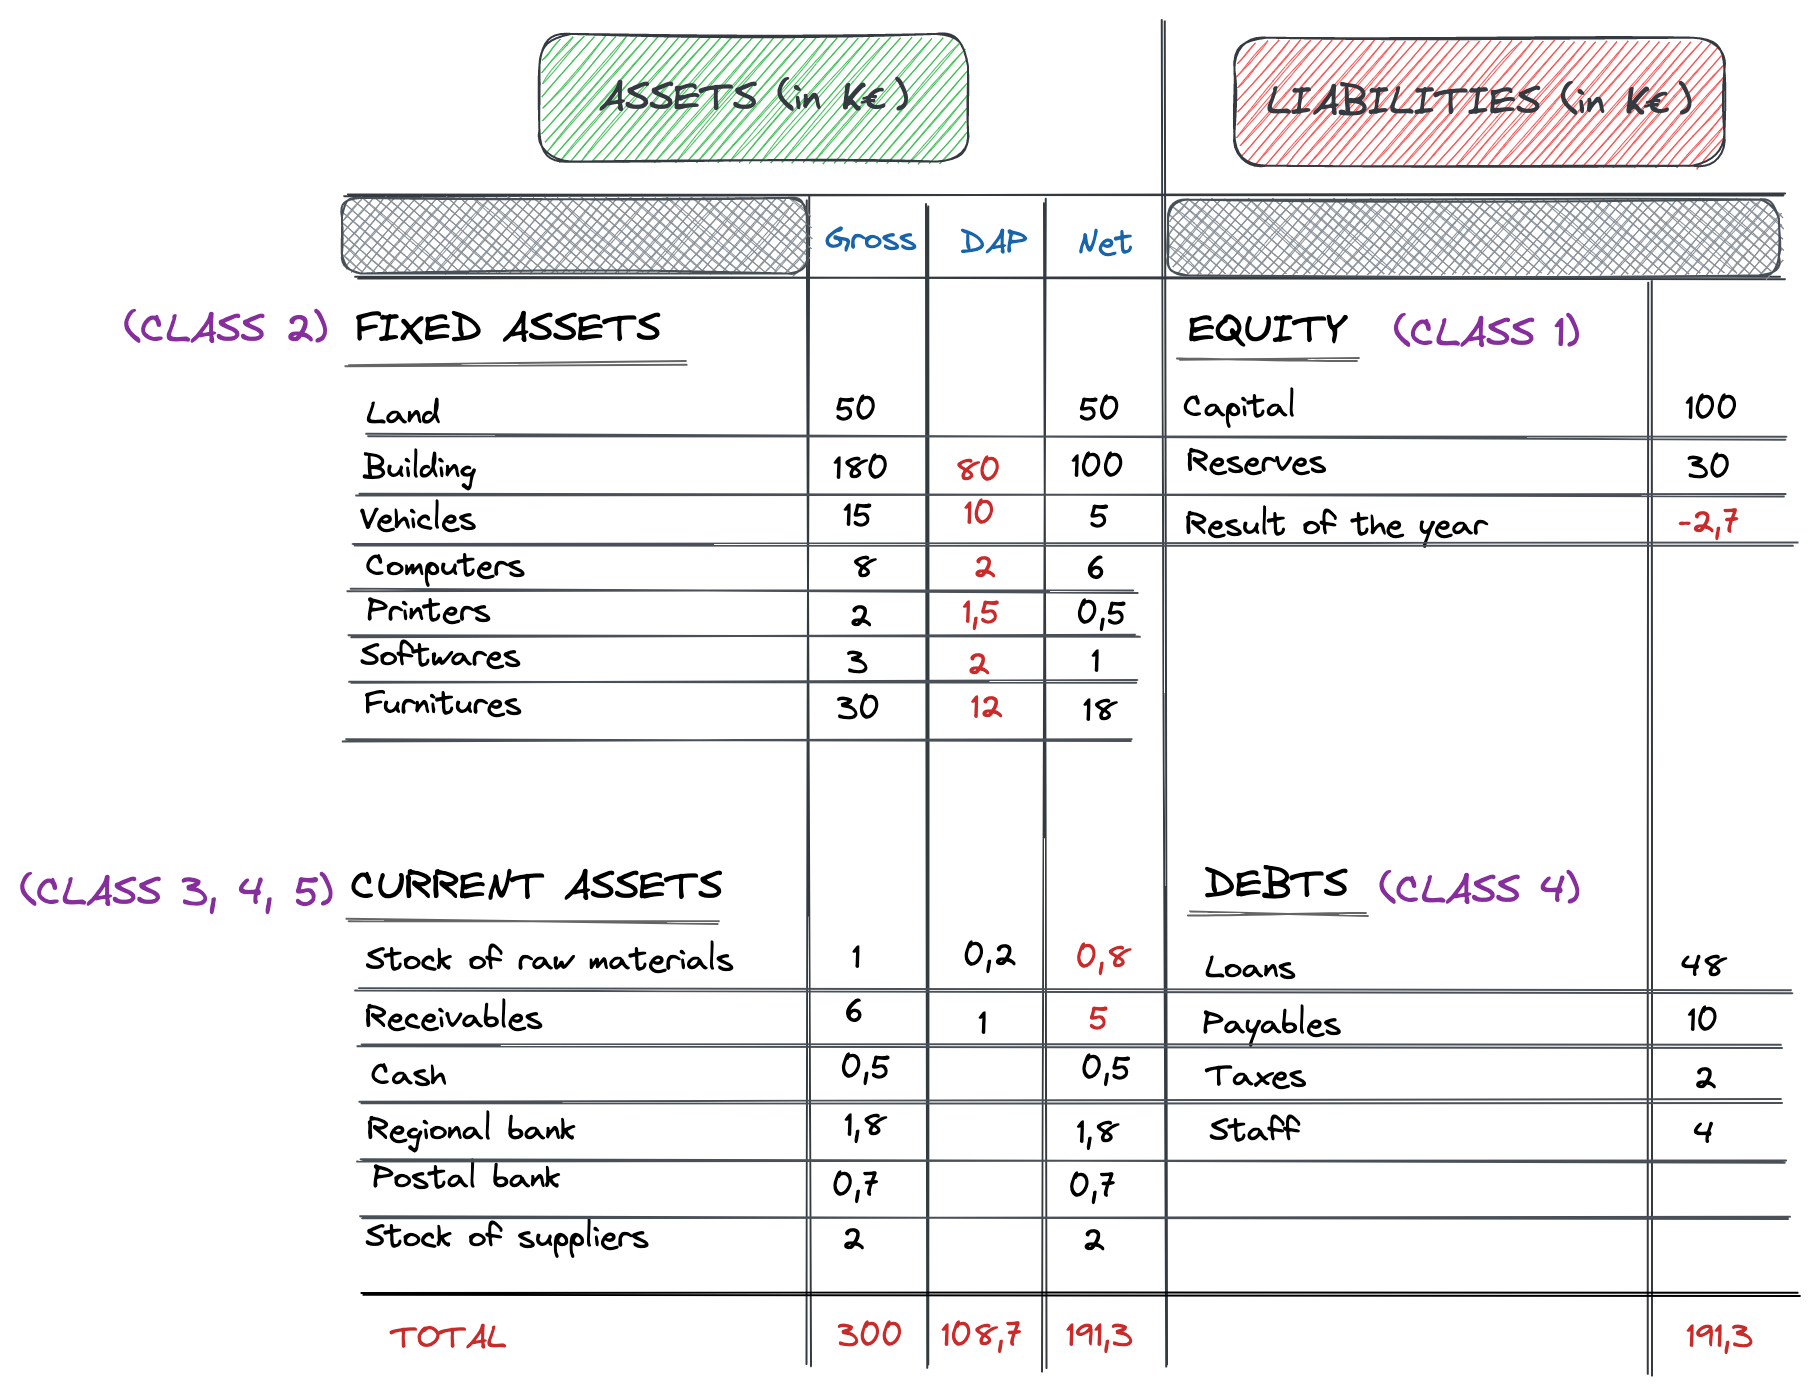 ASSETS (in K€) LIABILITIES (in K€)
Gross DAP Net
(CLASS 2) FIXED ASSETS EQUITY (CLASS 1)
Land 50 50 Capital 100
Building 180 80 100 Reserves 30
Vehicles 15 10 5 Result of the year -2,7
Computers 8 2 6
Printers 2 1,5 0,5
Softwares 3 2 1
Furnitures 30 12 18
(CLASS 3, 4, 5) CURRENT ASSETS DEBTS (CLASS 4)
Stock of raw materials 1 0,2 0,8 Loans 48
Receivables 6 1 5 Payables 10
Cash 0,5 0,5 Taxes 2
Regional bank 1,8 1,8 Staff 4
Postal bank 0,7 0,7
Stock of suppliers 2 2
TOTAL 300 108,7 191,3 191,3